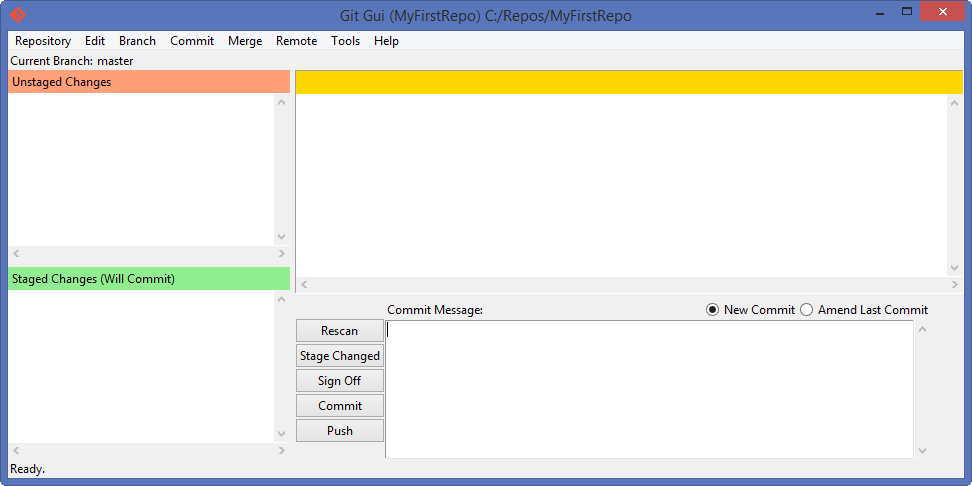 Git Gui (MyFirstRepo) C:/Repos/MyFirstRepo
Repository Edit Branch Commit Merge Remote Tools Help
Current Branch: master
Unstaged Changes
Staged Changes (Will Commit)
Commit Message: New Commit Amend Last Commit
Rescan
Stage Changed
Sign Off
Commit
Push
Ready.